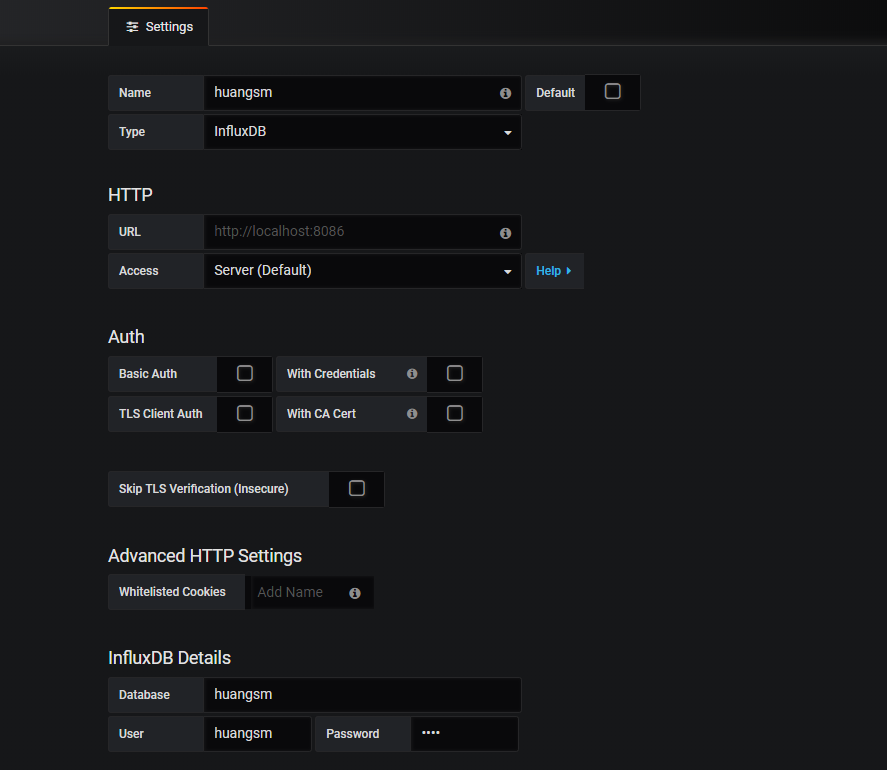 Settings
Name huangsm Default
Type InfluxDB
HTTP
URL http://localhost:8086
Access Server (Default) Help
Auth
Basic Auth With Credentials
TLS Client Auth With CA Cert
Skip TLS Verification (Insecure)
Advanced HTTP Settings
Whitelisted Cookies Add Name
InfluxDB Details
Database huangsm
User huangsm Password ••••